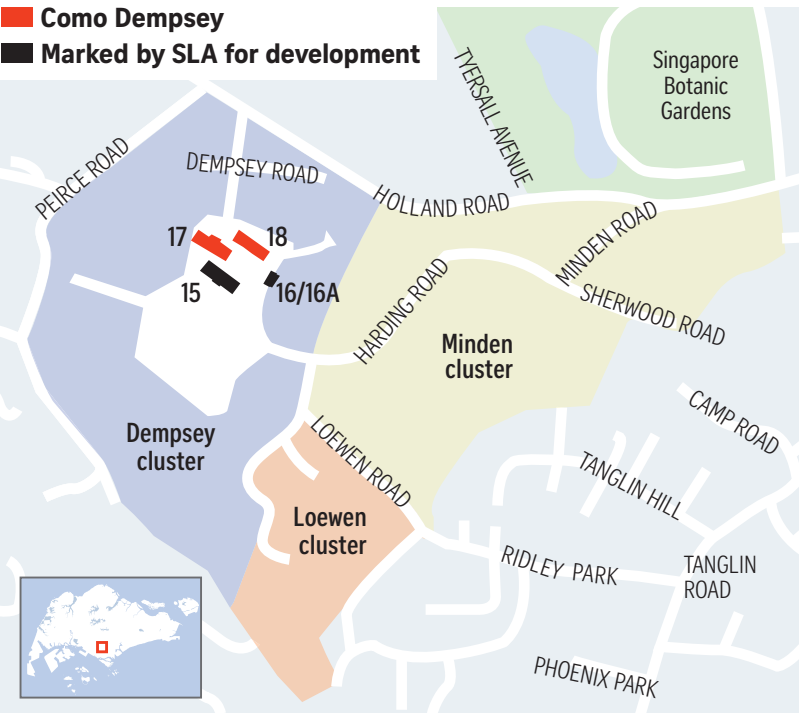 Como Dempsey
Marked by SLA for development
TYERSALL AVENUE
Singapore
Botanic
Gardens
PEIRCE ROAD
DEMPSEY ROAD
HOLLAND ROAD
MINDEN ROAD
17
18
15
16/16A
HARDING ROAD
SHERWOOD ROAD
Minden
cluster
CAMP ROAD
Dempsey
cluster
LOEWEN ROAD
TANGLIN HILL
Loewen
cluster
RIDLEY PARK
TANGLIN
ROAD
PHOENIX PARK